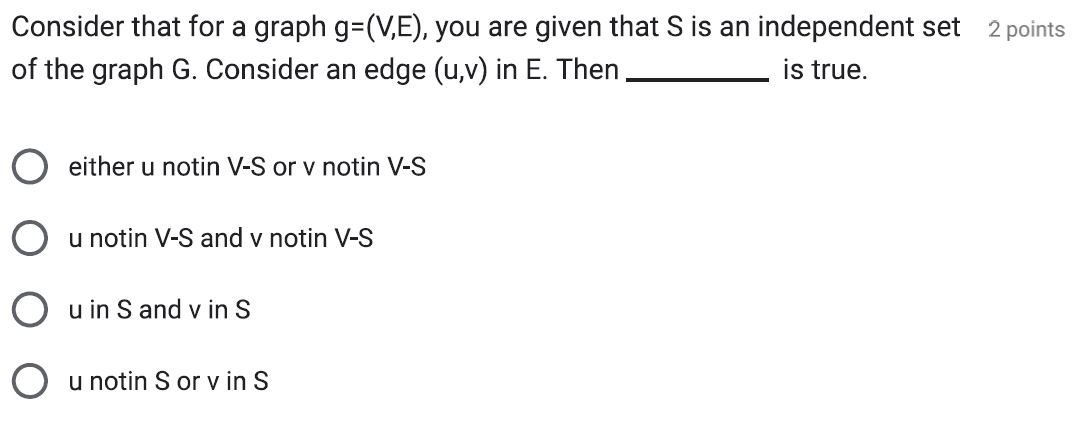 Consider that for a graph g=(V,E), you are given that S is an independent set 2 points
of the graph G. Consider an edge (u,v) in E. Then __________ is true.
either u notin V-S or v notin V-S
u notin V-S and v notin V-S
u in S and v in S
u notin S or v in S